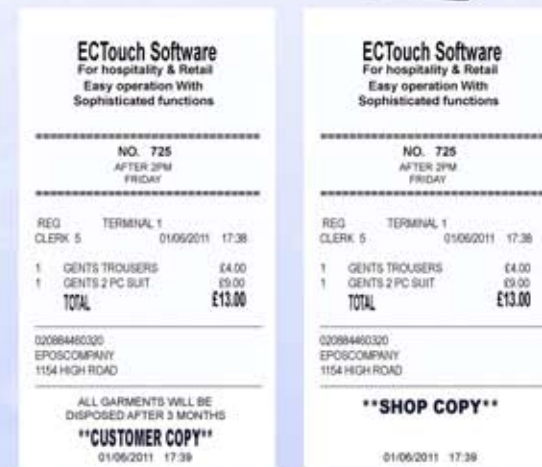 ECTouch Software
For hospitality & Retail
Easy operation With
Sophisticated functions
NO. 725
AFTER 2PM
FRIDAY
REG TERMINAL 1
CLERK 5 01/06/2011 17:38
1 GENTS TROUSERS £4.00
1 GENTS 2 PC SUIT £9.00
TOTAL £13.00
020884460320
EPOSCOMPANY
1154 HIGH ROAD
ALL GARMENTS WILL BE
DISPOSED AFTER 3 MONTHS
**CUSTOMER COPY**
01/06/2011 17:39
ECTouch Software
For hospitality & Retail
Easy operation With
Sophisticated functions
NO. 725
AFTER 2PM
FRIDAY
REG TERMINAL 1
CLERK 5 01/06/2011 17:38
1 GENTS TROUSERS £4.00
1 GENTS 2 PC SUIT £9.00
TOTAL £13.00
020884460320
EPOSCOMPANY
1154 HIGH ROAD
**SHOP COPY**
01/06/2011 17:39